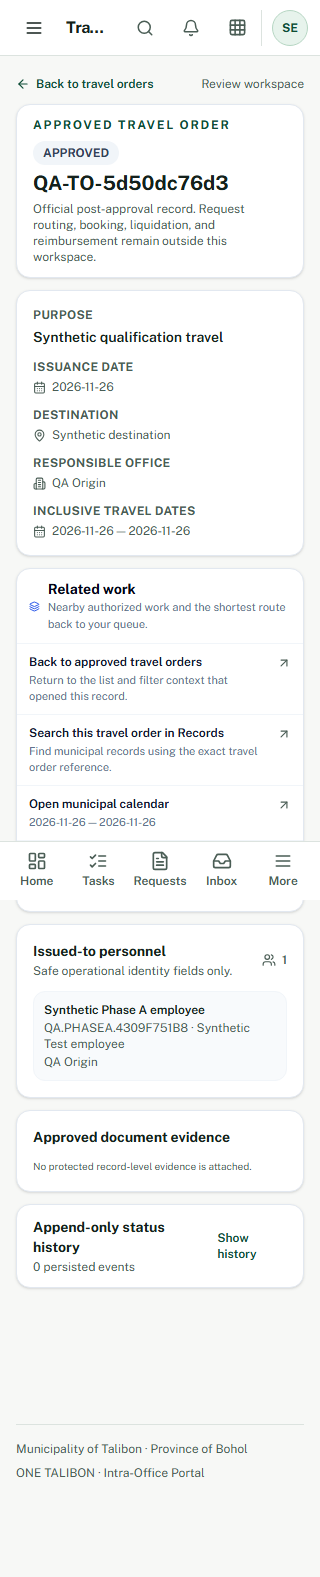 Tra...
SE
Back to travel orders
Review workspace
APPROVED TRAVEL ORDER
APPROVED
QA-TO-5d50dc76d3
Official post-approval record. Request
routing, booking, liquidation, and
reimbursement remain outside this
workspace.
PURPOSE
Synthetic qualification travel
ISSUANCE DATE
2026-11-26
DESTINATION
Synthetic destination
RESPONSIBLE OFFICE
QA Origin
INCLUSIVE TRAVEL DATES
2026-11-26 — 2026-11-26
Related work
Nearby authorized work and the shortest route
back to your queue.
Back to approved travel orders
Return to the list and filter context that
opened this record.
Search this travel order in Records
Find municipal records using the exact travel
order reference.
Open municipal calendar
2026-11-26 — 2026-11-26
Home
Tasks
Requests
Inbox
More
Issued-to personnel
1
Safe operational identity fields only.
Synthetic Phase A employee
QA.PHASEA.4309F751B8 · Synthetic
Test employee
QA Origin
Approved document evidence
No protected record-level evidence is attached.
Append-only status
history
Show
history
0 persisted events
Municipality of Talibon · Province of Bohol
ONE TALIBON · Intra-Office Portal